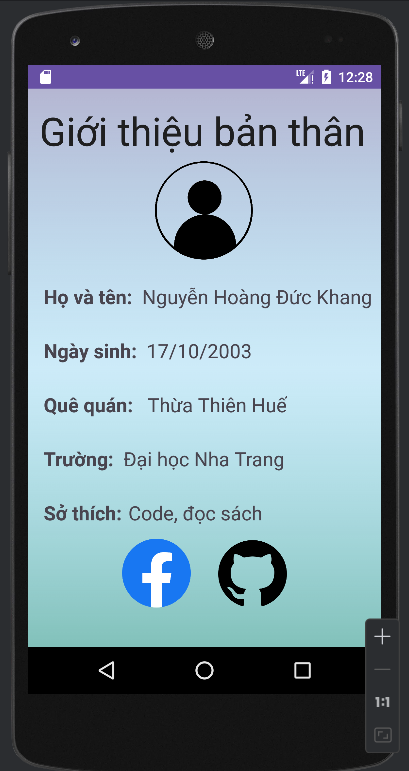 LTE 12:28
Giới thiệu bản thân
Họ và tên: Nguyễn Hoàng Đức Khang
Ngày sinh: 17/10/2003
Quê quán: Thừa Thiên Huế
Trường: Đại học Nha Trang
Sở thích: Code, đọc sách
1:1